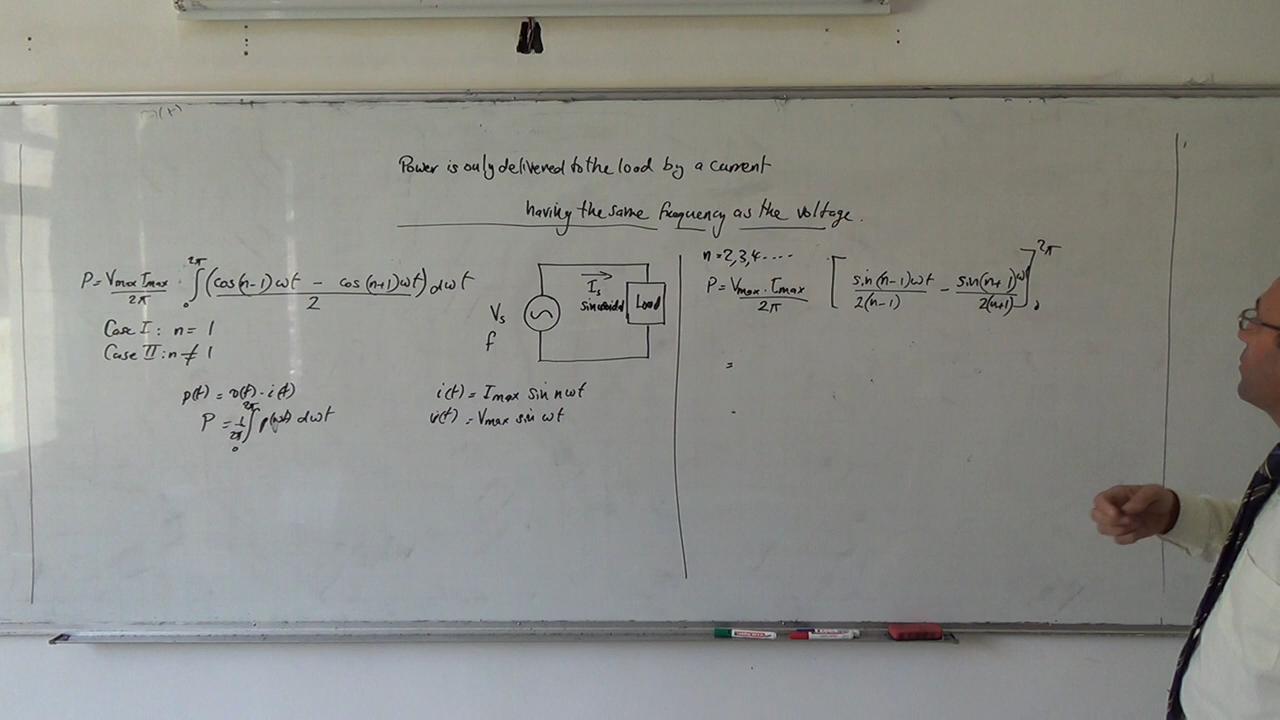 Power is only delivered to the load by a current
having the same frequency as the voltage.
P = Vmax Imax / 2π ∫₀^2π (cos(n-1)ωt - cos(n+1)ωt) / 2 dωt
Case I : n = 1
Case II : n ≠ 1
p(t) = v(t) · i(t)
P = 1/2π ∫₀^2π p(ωt) dωt
Is
sinusoidal
Load
Vs
f
i(t) = Imax sin nωt
v(t) = Vmax sin ωt
n = 2,3,4 ....
P = Vmax . Imax / 2π [ sin(n-1)ωt / 2(n-1) - sin(n+1)ωt / 2(n+1) ]₀^2π
=